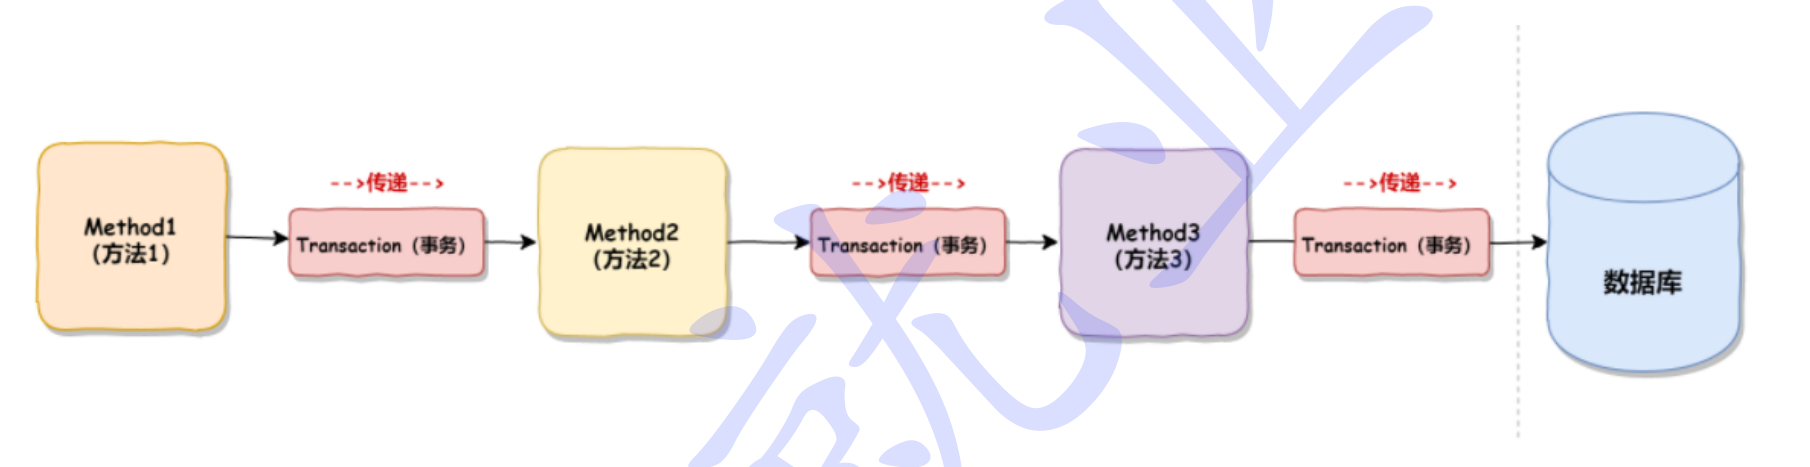 Method1
(方法1)
-->传递-->
Transaction（事务）
Method2
(方法2)
-->传递-->
Transaction（事务）
Method3
(方法3)
-->传递-->
Transaction（事务）
数据库